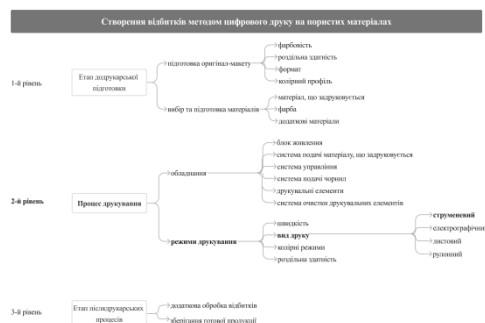 Створення відбитків методом цифрового друку на пористих матеріалах
1-й рівень
Етап додрукарської
підготовки
підготовка оригінал-макету
фарбовість
роздільна здатність
формат
колірний профіль
вибір та підготовка матеріалів
матеріал, що задруковується
фарба
додаткові матеріали
2-й рівень
Процес друкування
обладнання
блок живлення
система подачі матеріалу, що задруковується
система управління
система подачі чорнил
друкувальні елементи
система очистки друкувальних елементів
режими друкування
швидкість
вид друку
колірні режими
роздільна здатність
струменевий
електрографічний
листовий
рулонний
3-й рівень
Етап післядрукарських
процесів
додаткова обробка відбитків
зберігання готової продукції